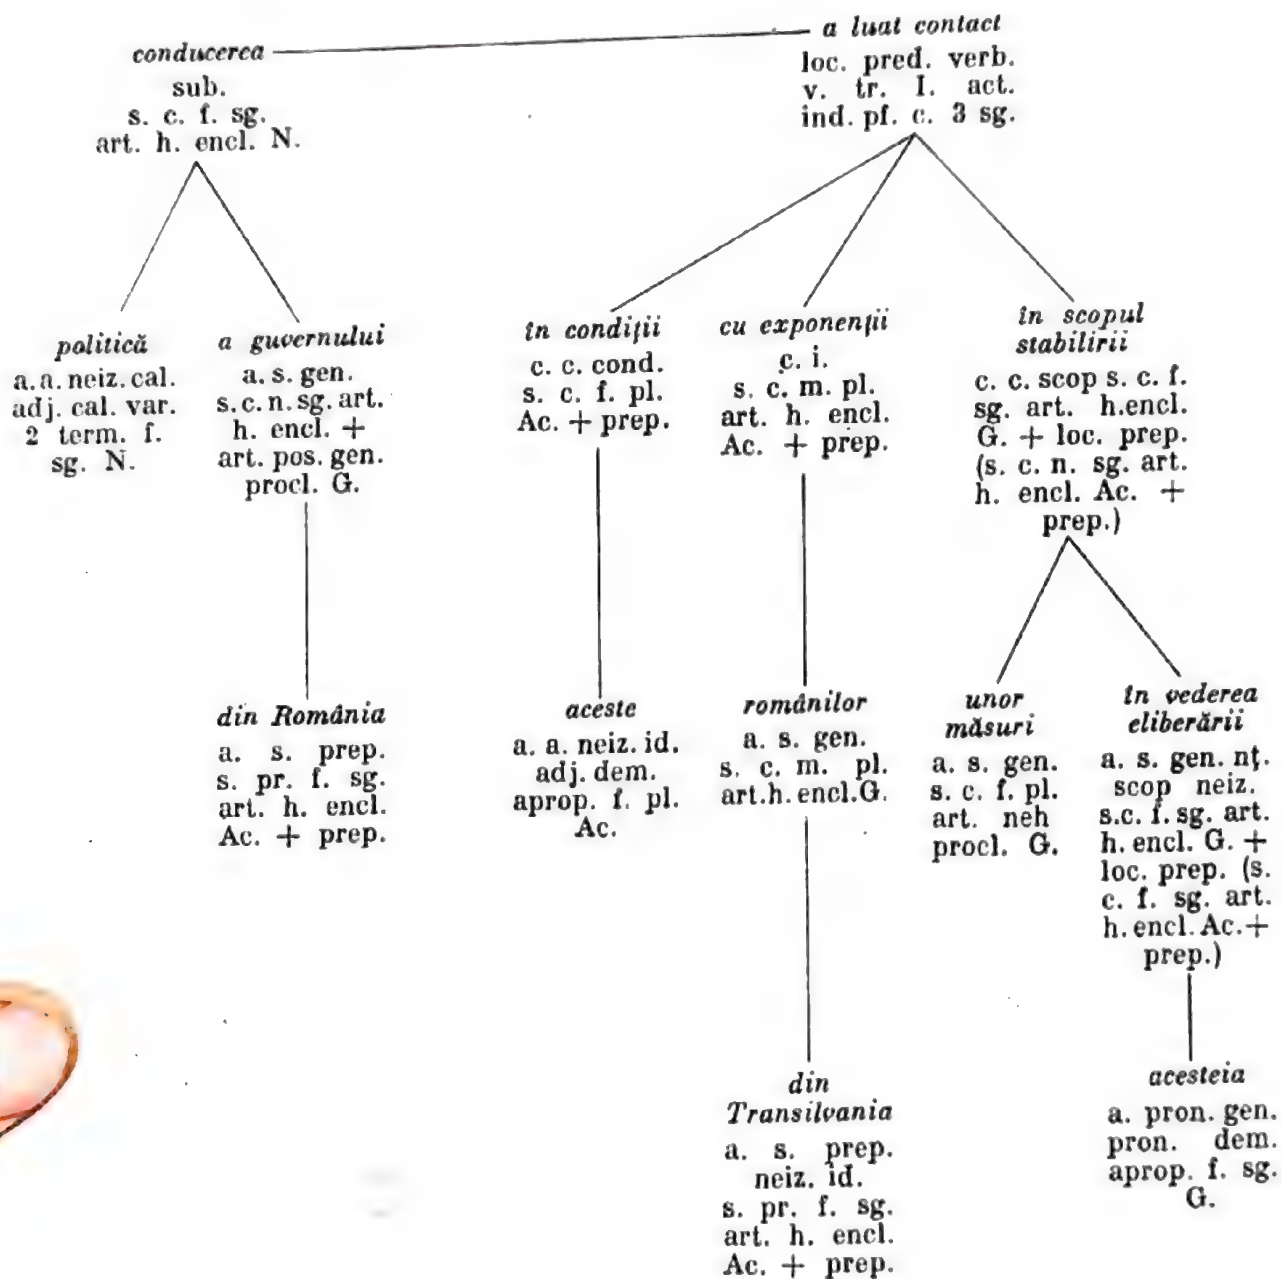 conducerea
sub.
s. c. f. sg.
art. h. encl. N.
a luat contact
loc. pred. verb.
v. tr. I. act.
ind. pf. c. 3 sg.
politică
a. a. neiz. cal.
adj. cal. var.
2 term. f.
sg. N.
a guvernului
a. s. gen.
s. c. n. sg. art.
h. encl. +
art. pos. gen.
procl. G.
în condiții
c. c. cond.
s. c. f. pl.
Ac. + prep.
cu exponenții
c. i.
s. c. m. pl.
art. h. encl.
Ac. + prep.
în scopul
stabilirii
c. c. scop s. c. f.
sg. art. h.encl.
G. + loc. prep.
(s. c. n. sg. art.
h. encl. Ac. +
prep.)
din România
a. s. prep.
s. pr. f. sg.
art. h. encl.
Ac. + prep.
aceste
a. a. neiz. id.
adj. dem.
aprop. f. pl.
Ac.
românilor
a. s. gen.
s. c. m. pl.
art.h.encl.G.
unor
măsuri
a. s. gen.
s. c. f. pl.
art. neh
procl. G.
în vederea
eliberării
a. s. gen. nț.
scop neiz.
s.c. f. sg. art.
h. encl. G. +
loc. prep. (s.
c. f. sg. art.
h. encl. Ac. +
prep.)
din
Transilvania
a. s. prep.
neiz. id.
s. pr. f. sg.
art. h. encl.
Ac. + prep.
acesteia
a. pron. gen.
pron. dem.
aprop. f. sg.
G.